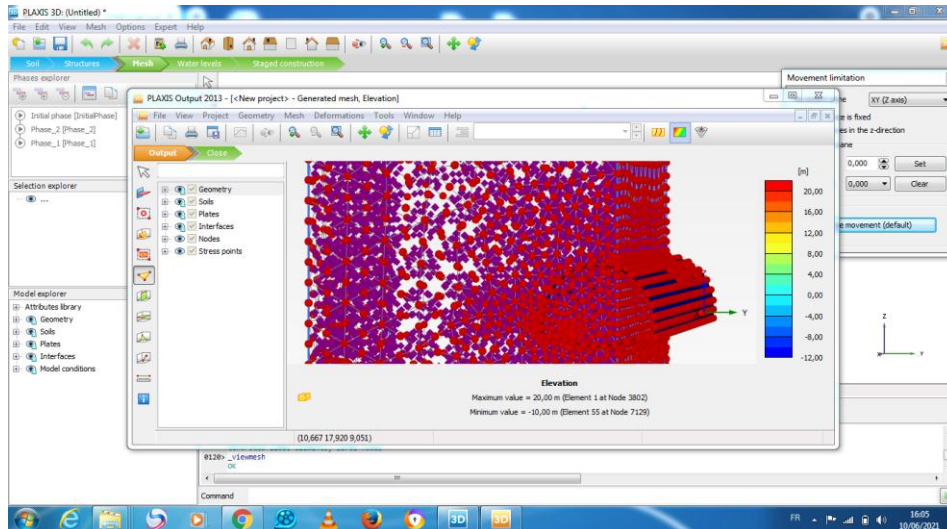 PLAXIS 3D: (Untitled) *
File Edit View Mesh Options Expert Help
Soil Structures Mesh Water levels Staged construction
Phases explorer
Initial phase [InitialPhase]
Phase_2 [Phase_2]
Phase_1 [Phase_1]
Selection explorer
...
Model explorer
Attributes library
Geometry
Soils
Plates
Interfaces
Model conditions
PLAXIS Output 2013 - [<New project> - Generated mesh, Elevation]
File View Project Geometry Mesh Deformations Tools Window Help
Output Close
Geometry
Soils
Plates
Interfaces
Nodes
Stress points
Y
[m]
20,00
16,00
12,00
8,00
4,00
0,00
-4,00
-8,00
-12,00
Elevation
Maximum value = 20,00 m (Element 1 at Node 3802)
Minimum value = -10,00 m (Element 55 at Node 7129)
(10,667 17,920 9,051)
Movement limitation
XY (Z axis)
is fixed
es in the z-direction
ane
0,000 Set
0,000 Clear
e movement (default)
Z
Y
0120> _viewmesh
OK
Command
3D 3D
FR
16:05